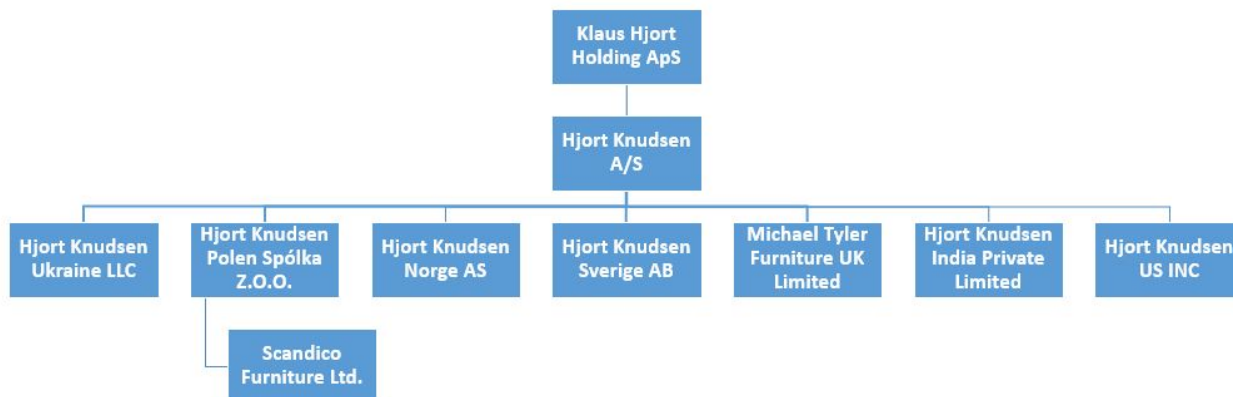 Klaus Hjort
Holding ApS
Hjort Knudsen
A/S
Hjort Knudsen
Ukraine LLC
Hjort Knudsen
Polen Spólka
Z.O.O.
Hjort Knudsen
Norge AS
Hjort Knudsen
Sverige AB
Michael Tyler
Furniture UK
Limited
Hjort Knudsen
India Private
Limited
Hjort Knudsen
US INC
Scandico
Furniture Ltd.